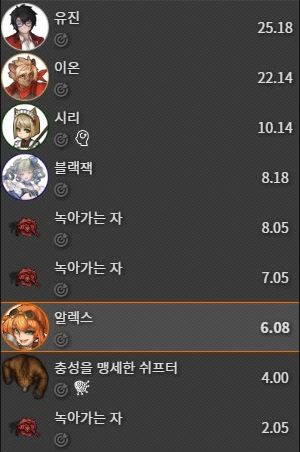 유진
25.18
이온
22.14
시리
10.14
블랙잭
8.18
녹아가는 자
8.05
녹아가는 자
7.05
알렉스
6.08
충성을 맹세한 쉬프터
4.00
녹아가는 자
2.05